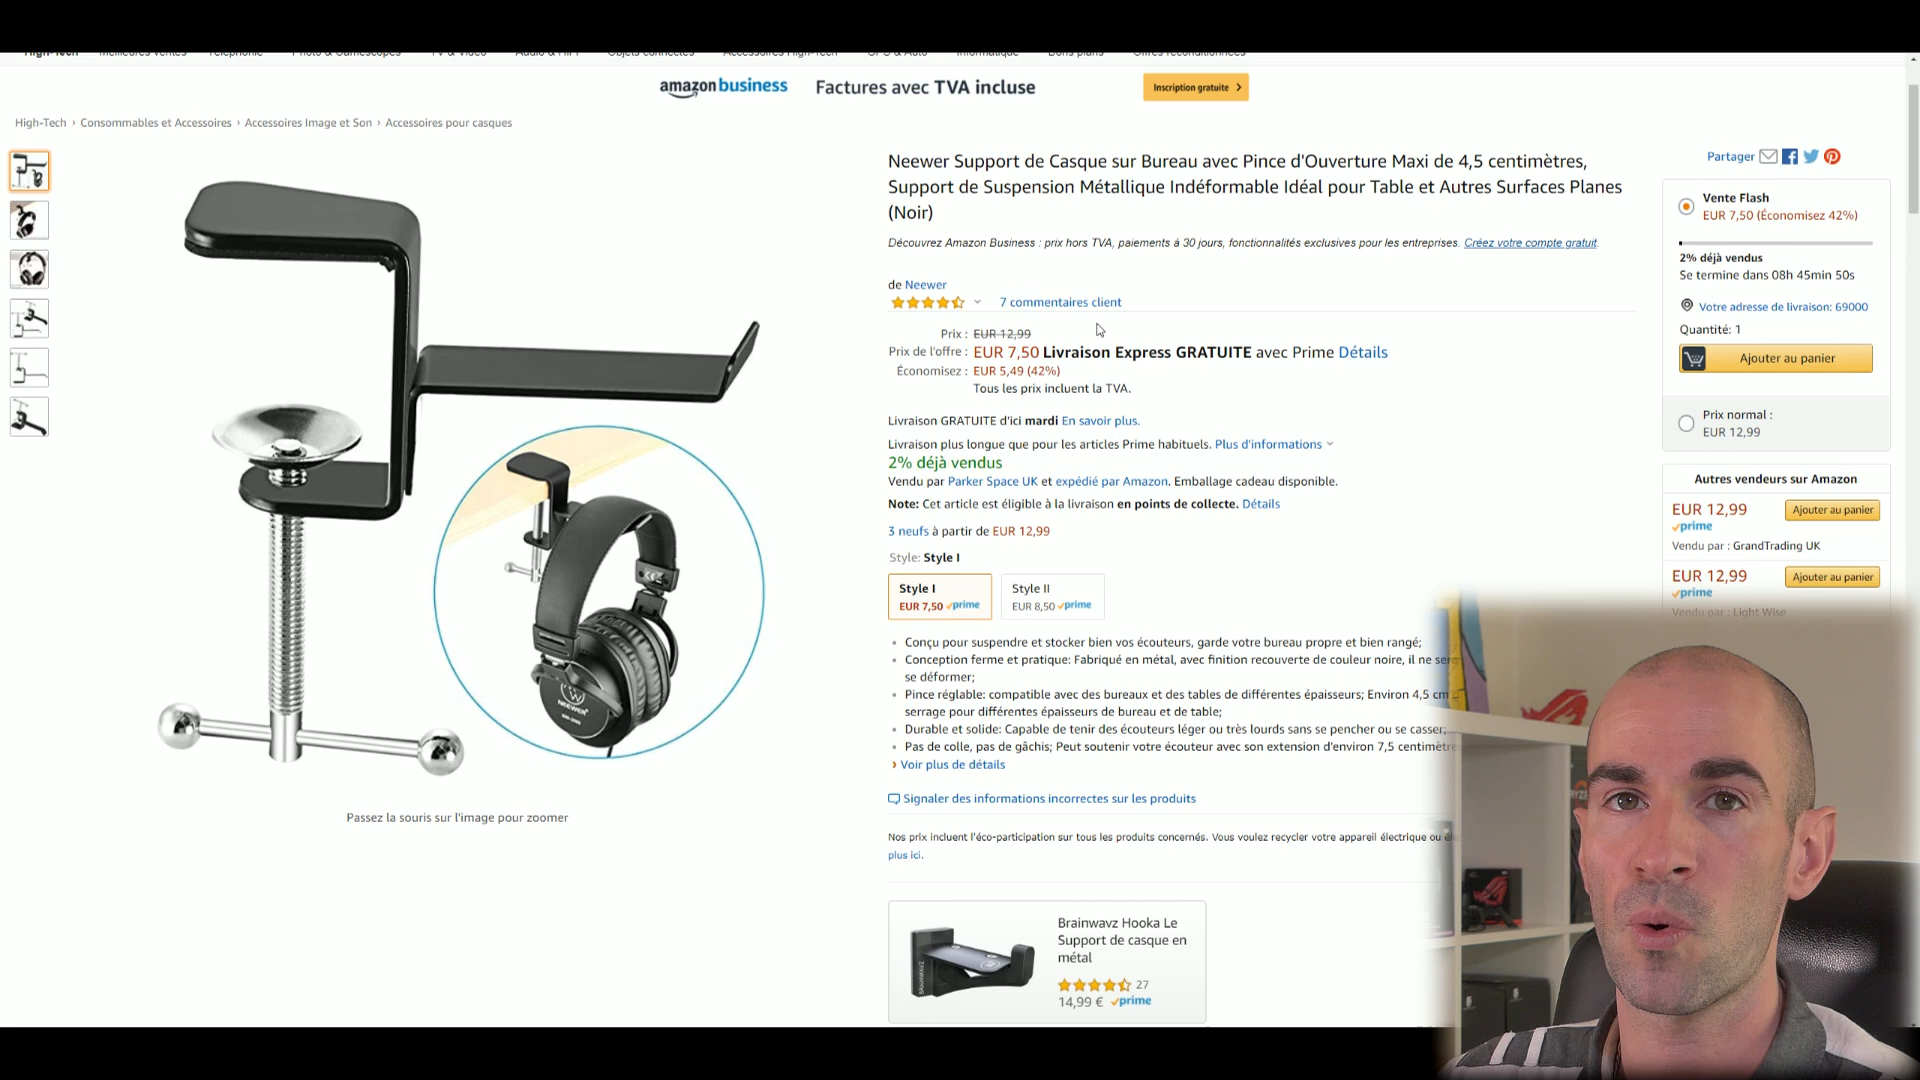 amazon business Factures avec TVA incluse Inscription gratuite
High-Tech › Consommables et Accessoires › Accessoires Image et Son › Accessoires pour casques
Neewer Support de Casque sur Bureau avec Pince d'Ouverture Maxi de 4,5 centimètres,
Support de Suspension Métallique Indéformable Idéal pour Table et Autres Surfaces Planes
(Noir)
Découvrez Amazon Business : prix hors TVA, paiements à 30 jours, fonctionnalités exclusives pour les entreprises. Créez votre compte gratuit.
de Neewer
7 commentaires client
Prix : EUR 12,99
Prix de l'offre : EUR 7,50 Livraison Express GRATUITE avec Prime Détails
Économisez : EUR 5,49 (42%)
Tous les prix incluent la TVA.
Livraison GRATUITE d'ici mardi En savoir plus.
Livraison plus longue que pour les articles Prime habituels. Plus d'informations
2% déjà vendus
Vendu par Parker Space UK et expédié par Amazon. Emballage cadeau disponible.
Note: Cet article est éligible à la livraison en points de collecte. Détails
3 neufs à partir de EUR 12,99
Style: Style I
Style I
EUR 7,50 prime
Style II
EUR 8,50 prime
• Conçu pour suspendre et stocker bien vos écouteurs, garde votre bureau propre et bien rangé;
• Conception ferme et pratique: Fabriqué en métal, avec finition recouverte de couleur noire, il ne
se déformer;
• Pince réglable: compatible avec des bureaux et des tables de différentes épaisseurs; Environ 4,5 cm
serrage pour différentes épaisseurs de bureau et de table;
• Durable et solide: Capable de tenir des écouteurs léger ou très lourds sans se pencher ou se casser;
• Pas de colle, pas de gâchis; Peut soutenir votre écouteur avec son extension d'environ 7,5
› Voir plus de détails
Signaler des informations incorrectes sur les produits
Nos prix incluent l'éco-participation sur tous les produits concernés. Vous voulez recycler votre appareil électrique ou
plus ici.
Brainwavz Hooka Le
Support de casque en
métal
27
14,99 € prime
Passez la souris sur l'image pour zoomer
NEEWER
Partager
Vente Flash
EUR 7,50 (Économisez 42%)
2% déjà vendus
Se termine dans 08h 45min 50s
Votre adresse de livraison: 69000
Quantité: 1
Ajouter au panier
Prix normal :
EUR 12,99
Autres vendeurs sur Amazon
EUR 12,99 Ajouter au panier
prime
Vendu par : GrandTrading UK
EUR 12,99 Ajouter au panier
prime
Vendu par : Light Wise